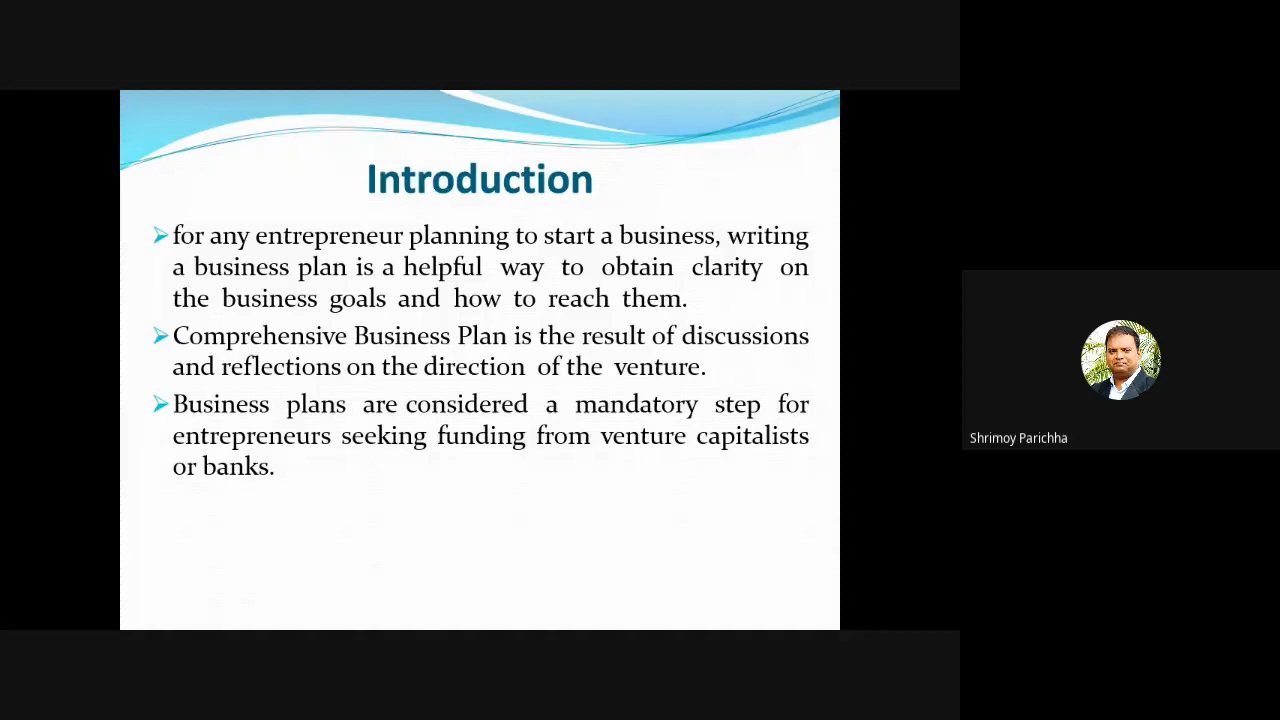 Introduction
for any entrepreneur planning to start a business, writing
a business plan is a helpful way to obtain clarity on
the business goals and how to reach them.
Comprehensive Business Plan is the result of discussions
and reflections on the direction of the venture.
Business plans are considered a mandatory step for
entrepreneurs seeking funding from venture capitalists
or banks.
Shrimoy Parichha